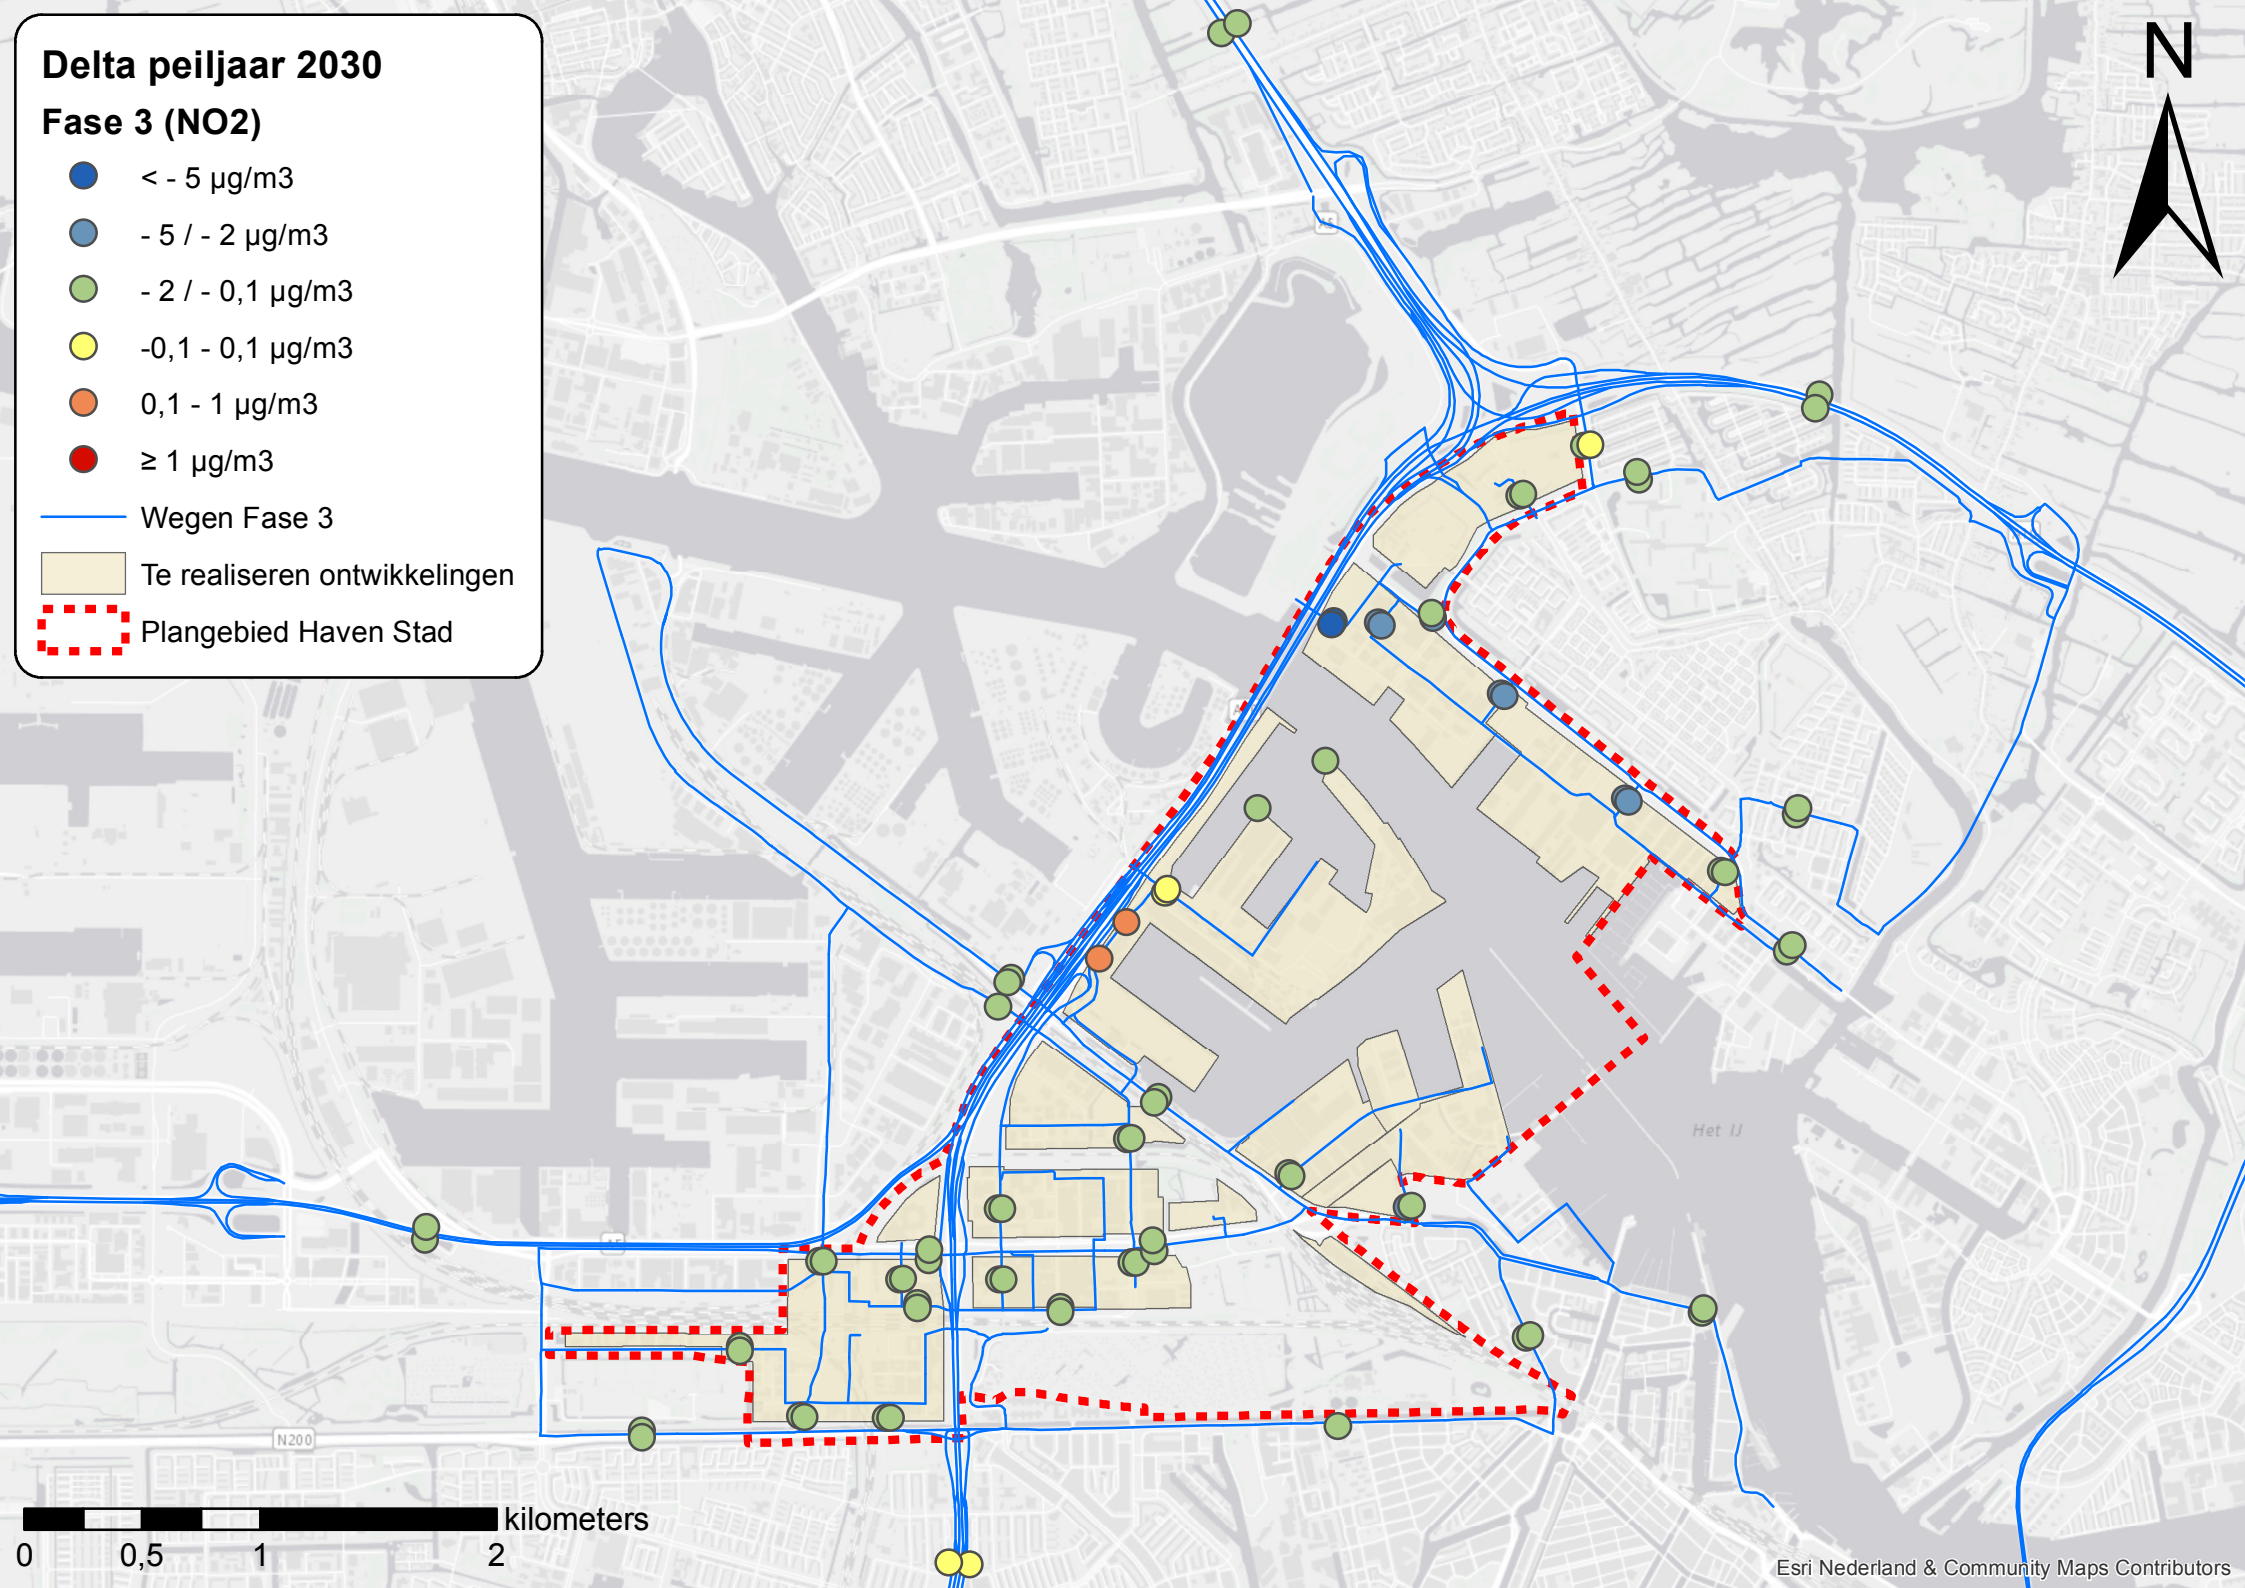 Delta peiljaar 2030
Fase 3 (NO2)
< - 5 µg/m3
- 5 / - 2 µg/m3
- 2 / - 0,1 µg/m3
-0,1 - 0,1 µg/m3
0,1 - 1 µg/m3
≥ 1 µg/m3
Wegen Fase 3
Te realiseren ontwikkelingen
Plangebied Haven Stad
N
A5
Het IJ
N200
kilometers
0 0,5 1 2
Esri Nederland & Community Maps Contributors